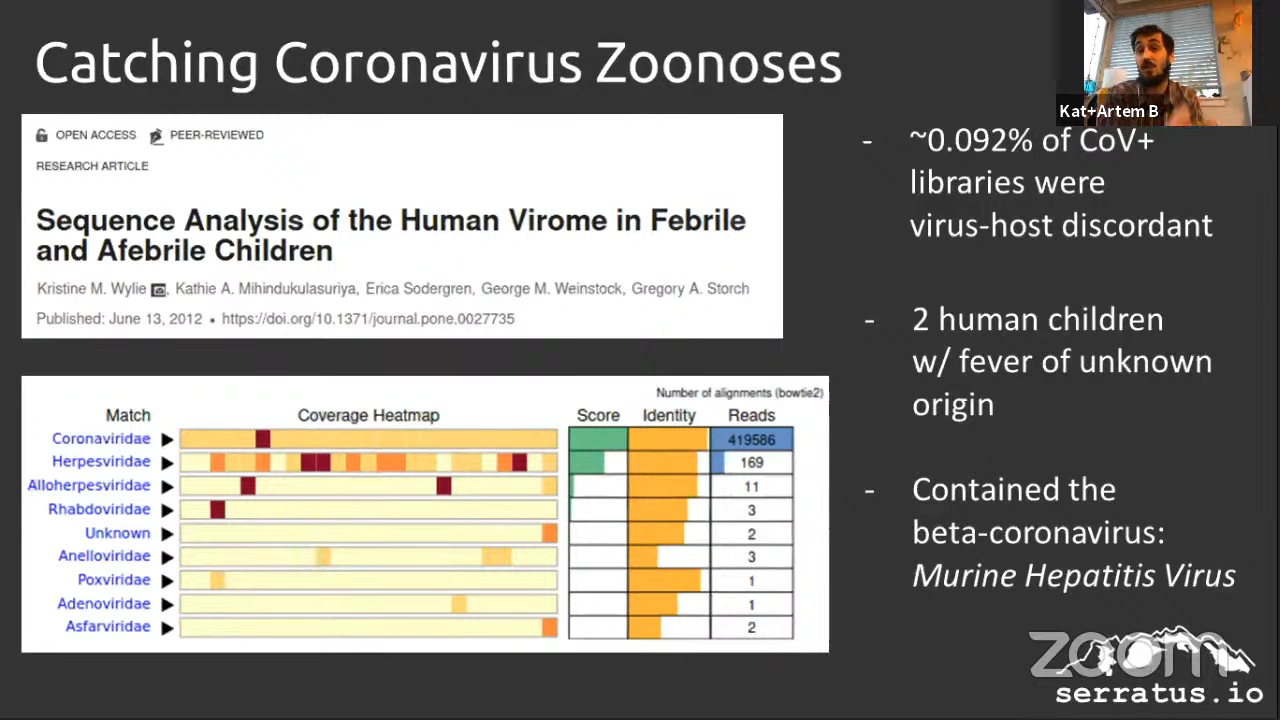 Catching Coronavirus Zoonoses
Kat+Artem B
OPEN ACCESS PEER-REVIEWED
RESEARCH ARTICLE
Sequence Analysis of the Human Virome in Febrile
and Afebrile Children
Kristine M. Wylie , Kathie A. Mihindukulasuriya, Erica Sodergren, George M. Weinstock, Gregory A. Storch
Published: June 13, 2012 • https://doi.org/10.1371/journal.pone.0027735
Number of alignments (bowtie2)
Match Coverage Heatmap Score Identity Reads
Coronaviridae ▶ 419586
Herpesviridae ▶ 169
Alloherpesviridae ▶ 11
Rhabdoviridae ▶ 3
Unknown ▶ 2
Anelloviridae ▶ 3
Poxviridae ▶ 1
Adenoviridae ▶ 1
Asfarviridae ▶ 2
- ~0.092% of CoV+
libraries were
virus-host discordant
- 2 human children
w/ fever of unknown
origin
- Contained the
beta-coronavirus:
Murine Hepatitis Virus
zoom
serratus.io